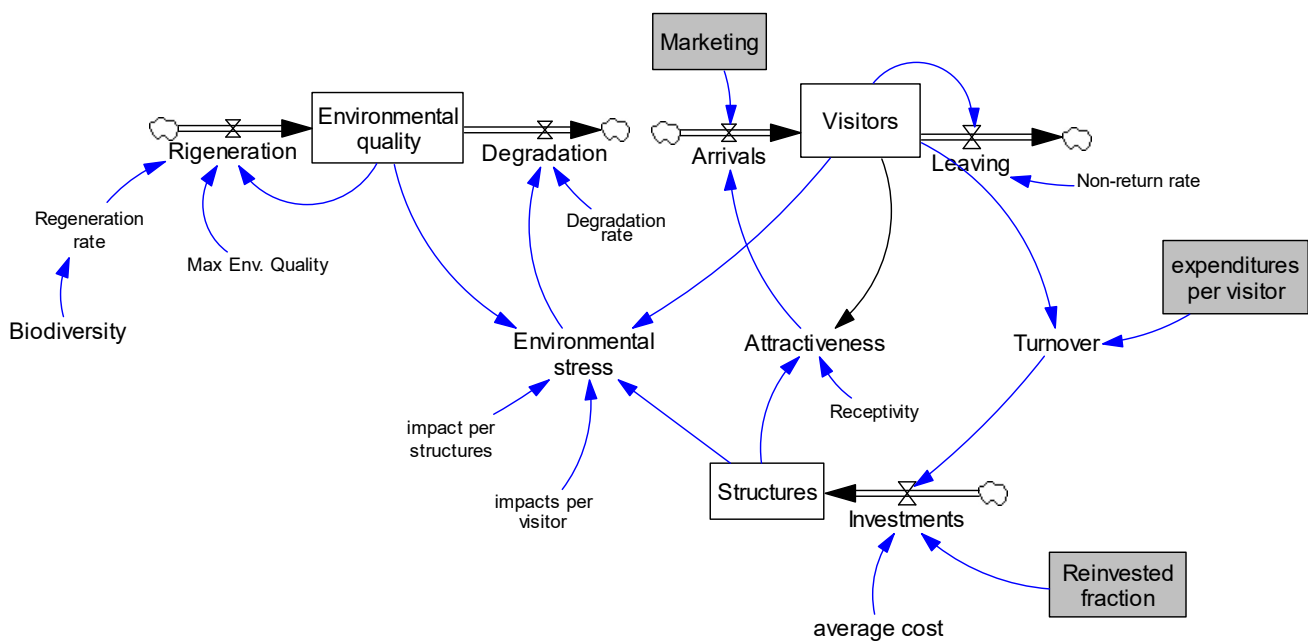 Marketing
Environmental
quality
Visitors
Rigeneration
Degradation
Arrivals
Leaving
Non-return rate
Regeneration
rate
Degradation
rate
Max Env. Quality
expenditures
per visitor
Biodiversity
Environmental
stress
Attractiveness
Turnover
Receptivity
impact per
structures
impacts per
visitor
Structures
Investments
Reinvested
fraction
average cost